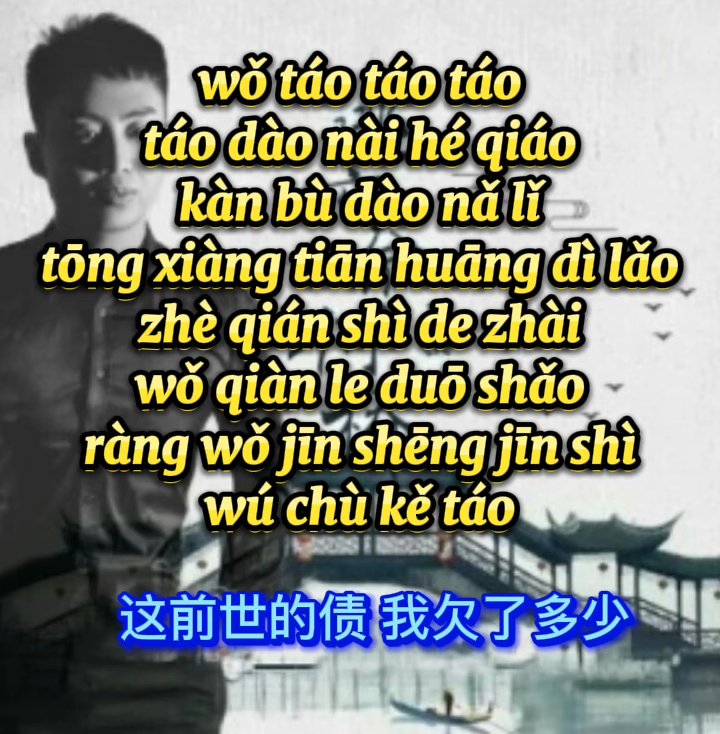 wǒ táo táo táo
táo dào nài hé qiáo
kàn bù dào nǎ lǐ
tōng xiàng tiān huāng dì lǎo
zhè qián shì de zhài
wǒ qiàn le duō shǎo
ràng wǒ jīn shēng jīn shì
wú chù kě táo
这前世的债 我欠了多少